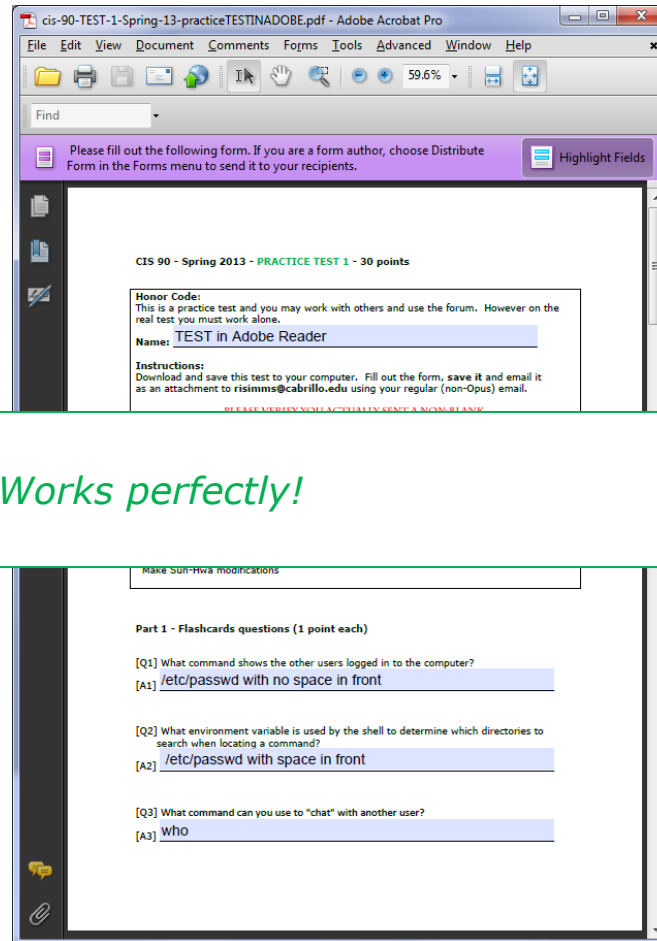 cis-90-TEST-1-Spring-13-practiceTESTINADOBE.pdf - Adobe Acrobat Pro
File Edit View Document Comments Forms Tools Advanced Window Help
59.6%
Find
Please fill out the following form. If you are a form author, choose Distribute
Form in the Forms menu to send it to your recipients.
Highlight Fields
CIS 90 - Spring 2013 - PRACTICE TEST 1 - 30 points
Honor Code:
This is a practice test and you may work with others and use the forum. However on the
real test you must work alone.
Name: TEST in Adobe Reader
Instructions:
Download and save this test to your computer. Fill out the form, save it and email it
as an attachment to risimms@cabrillo.edu using your regular (non-Opus) email.
PLEASE VERIFY YOU ACTUALLY SENT A NON-BLANK
Works perfectly!
Make Sun-Hwa modifications
Part 1 - Flashcards questions (1 point each)
[Q1] What command shows the other users logged in to the computer?
[A1] /etc/passwd with no space in front
[Q2] What environment variable is used by the shell to determine which directories to
search when locating a command?
[A2] /etc/passwd with space in front
[Q3] What command can you use to "chat" with another user?
[A3] who